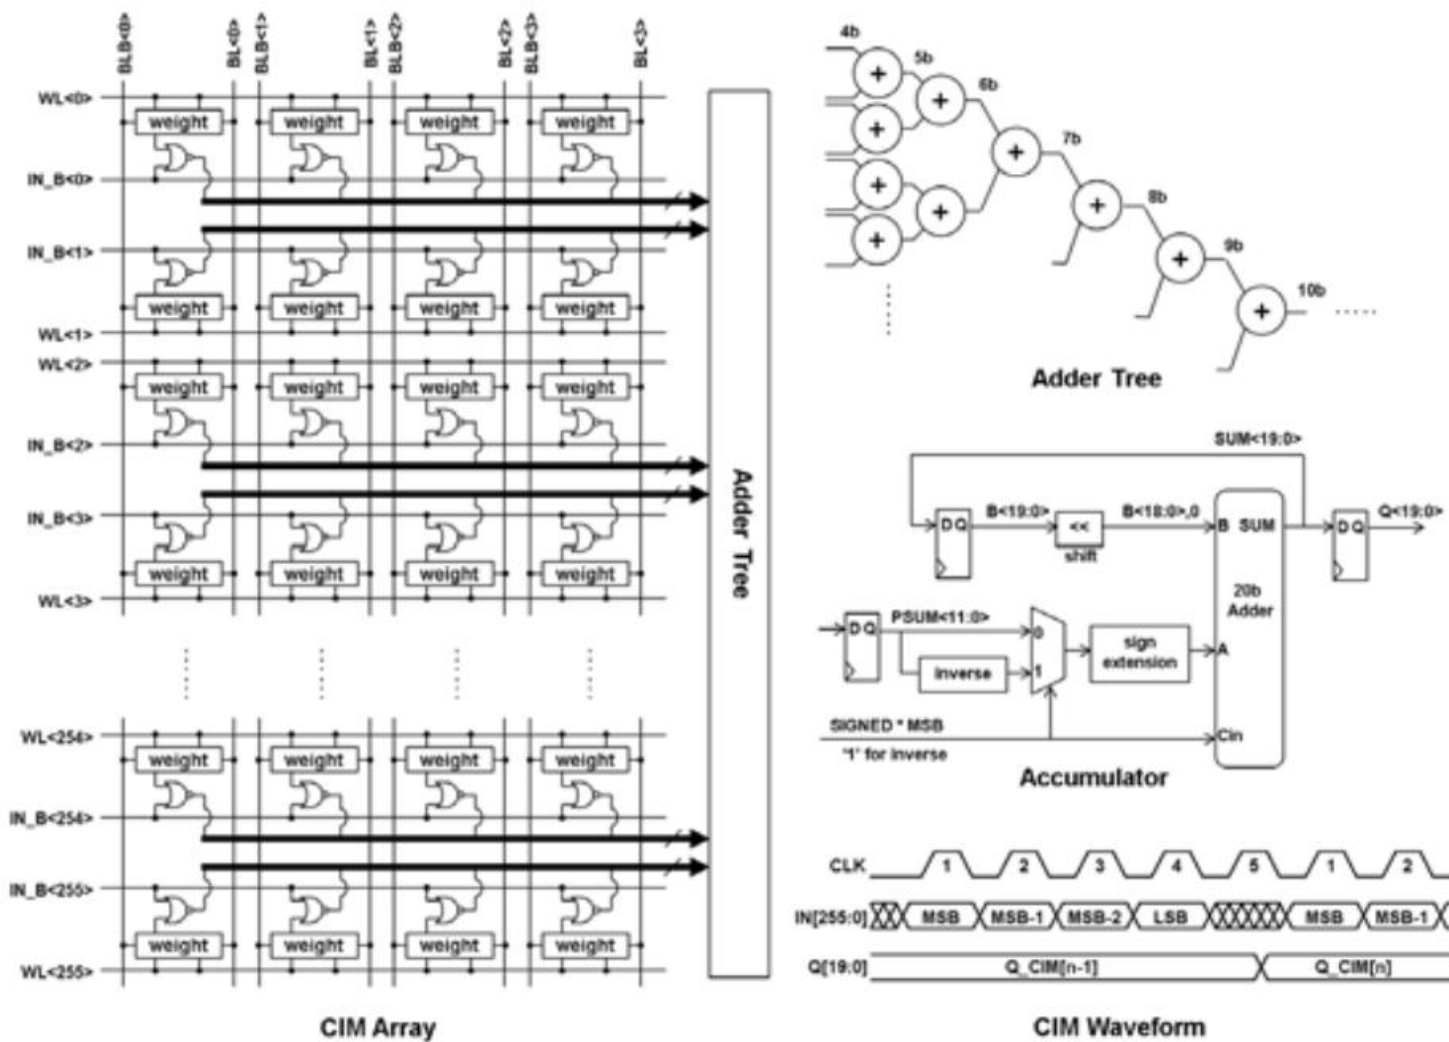 BLB<0>
BL<0>
BLB<1>
BL<1>
BLB<2>
BL<2>
BLB<3>
BL<3>
WL<0>
weight weight weight weight
IN_B<0>
IN_B<1>
weight weight weight weight
WL<1>
WL<2>
weight weight weight weight
IN_B<2>
IN_B<3>
weight weight weight weight
WL<3>
WL<254>
weight weight weight weight
IN_B<254>
IN_B<255>
weight weight weight weight
WL<255>
CIM Array
Adder Tree
4b
5b
6b
7b
8b
9b
10b
+ + + + + + + + + +
Adder Tree
SUM<19:0>
D Q
B<19:0>
<<
shift
B<18:0>,0
B SUM
20b
Adder
A
Cin
D Q
Q<19:0>
D Q
PSUM<11:0>
0
1
inverse
sign
extension
SIGNED * MSB
'1' for inverse
Accumulator
CLK 1 2 3 4 5 1 2
IN[255:0] MSB MSB-1 MSB-2 LSB MSB MSB-1
Q[19:0] Q_CIM[n-1] Q_CIM[n]
CIM Waveform